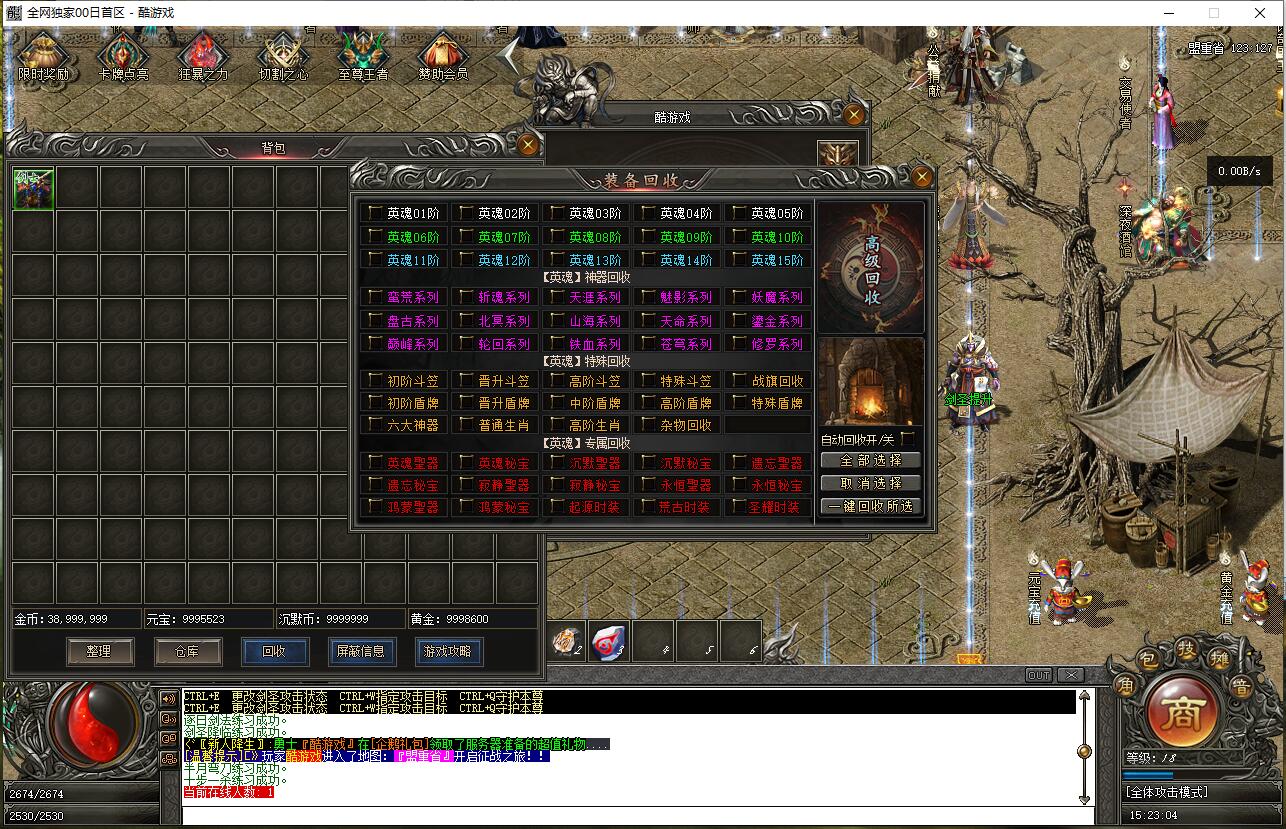 全网独家00日首区 - 酷游戏
限时奖励 卡牌点亮 狂暴之力 切割之心 至尊王者 赞助会员
盟重省 123:127
公益捐献
交易使者
0.00B/s
深夜酒馆
酷游戏
背包
剑士
装备回收
英魂01阶 英魂02阶 英魂03阶 英魂04阶 英魂05阶
英魂06阶 英魂07阶 英魂08阶 英魂09阶 英魂10阶
英魂11阶 英魂12阶 英魂13阶 英魂14阶 英魂15阶
【英魂】神器回收
蛮荒系列 斩魂系列 天涯系列 魅影系列 妖魔系列
盘古系列 北冥系列 山海系列 天命系列 鎏金系列
巅峰系列 轮回系列 铁血系列 苍穹系列 修罗系列
【英魂】特殊回收
初阶斗笠 晋升斗笠 高阶斗笠 特殊斗笠 战旗回收
初阶盾牌 晋升盾牌 中阶盾牌 高阶盾牌 特殊盾牌
六大神器 普通生肖 高阶生肖 杂物回收
【英魂】专属回收
英魂聖器 英魂秘宝 沉默聖器 沉默秘宝 遗忘聖器
遗忘秘宝 寂静聖器 寂静秘宝 永恒聖器 永恒秘宝
鸿蒙聖器 鸿蒙秘宝 起源时装 荒古时装 圣耀时装
高级回收
自动回收开/关
全部选择
取消选择
一键回收所选
剑圣提升
元宝充值
黄金充值
金币:38,999,999 元宝:9995523 沉默币:9999999 黄金:9998600
整理 仓库 回收 屏蔽信息 游戏攻略
2 3 4 5 6
OUT
CTRL+E 更改剑圣攻击状态 CTRL+W指定攻击目标 CTRL+Q守护本尊
CTRL+E 更改剑圣攻击状态 CTRL+W指定攻击目标 CTRL+Q守护本尊
逐日剑法练习成功。
剑圣临练习成功。
〖新人降生〗:勇士『酷游戏』在[企鹅礼包]领取了服务器准备的超值礼物....
[温馨提示]玩家酷游戏进入了地图:『盟重省』开启征战之旅！！
半月弯刀练习成功。
十步一杀练习成功。
当前在线人数:1
2674/2674
2530/2530
包 技 摊
角 音
商
等级: 18
[全体攻击模式]
15:23:04